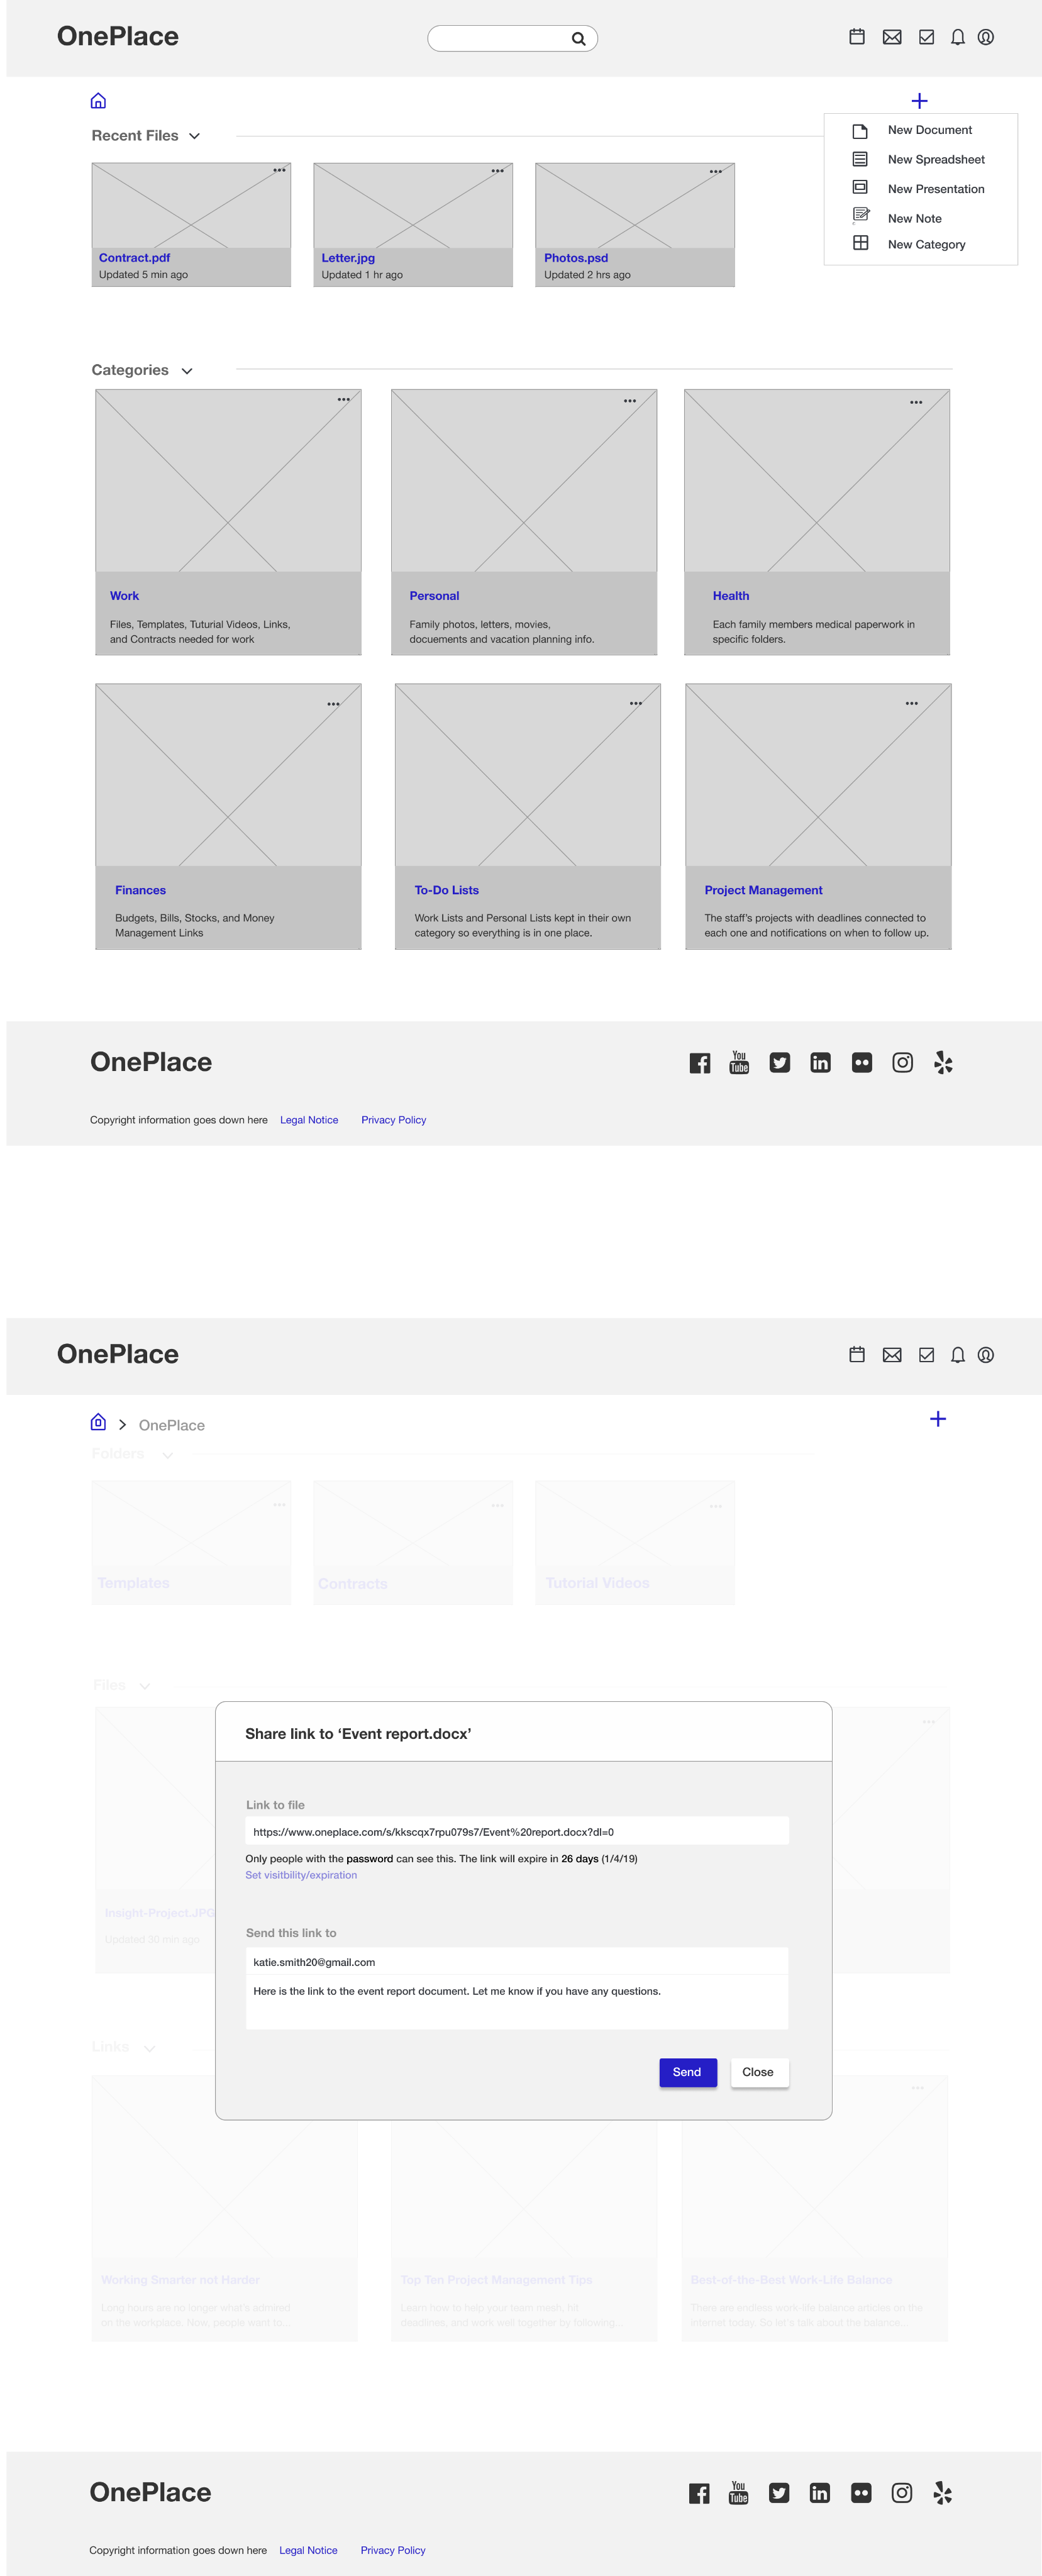 OnePlace
Recent Files
New Document
New Spreadsheet
New Presentation
New Note
New Category
Contract.pdf
Updated 5 min ago
Letter.jpg
Updated 1 hr ago
Photos.psd
Updated 2 hrs ago
Categories
Work
Files, Templates, Tuturial Videos, Links,
and Contracts needed for work
Personal
Family photos, letters, movies,
docuements and vacation planning info.
Health
Each family members medical paperwork in
specific folders.
Finances
Budgets, Bills, Stocks, and Money
Management Links
To-Do Lists
Work Lists and Personal Lists kept in their own
category so everything is in one place.
Project Management
The staff's projects with deadlines connected to
each one and notifications on when to follow up.
OnePlace
You
Tube
in
Copyright information goes down here Legal Notice Privacy Policy
OnePlace
OnePlace
Folders
Templates
Contracts
Tutorial Videos
Files
Share link to ‘Event report.docx’
Link to file
https://www.oneplace.com/s/kkscqx7rpu079s7/Event%20report.docx?dl=0
Only people with the password can see this. The link will expire in 26 days (1/4/19)
Set visitbility/expiration
Insight-Project.JPG
Updated 30 min ago
Send this link to
katie.smith20@gmail.com
Here is the link to the event report document. Let me know if you have any questions.
Send
Close
Links
Working Smarter not Harder
Long hours are no longer what's admired
on the workplace. Now, people want to...
Top Ten Project Management Tips
Learn how to help your team mesh, hit
deadlines, and work well together by following...
Best-of-the-Best Work-Life Balance
There are endless work-life balance articles on the
internet today. So let's talk about the balance...
OnePlace
You
Tube
in
Copyright information goes down here Legal Notice Privacy Policy